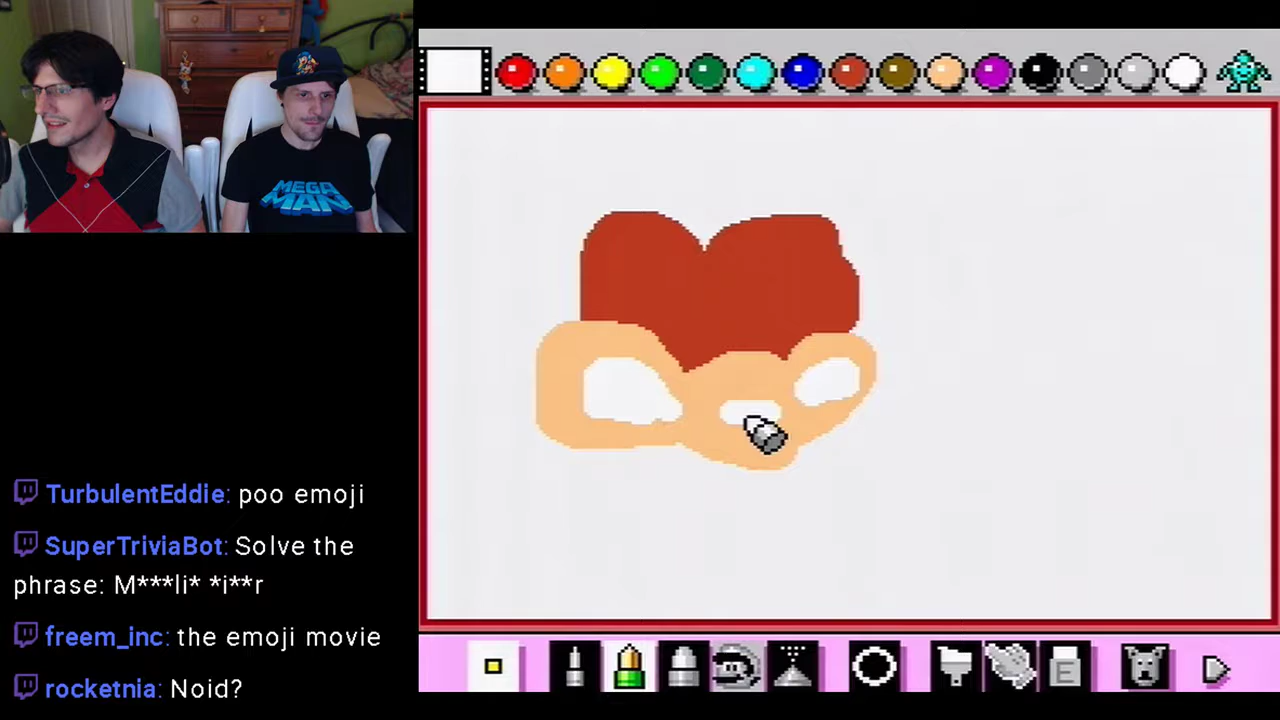 MEGA
MAN
TurbulentEddie: poo emoji
SuperTriviaBot: Solve the
phrase: M***li* *i**r
freem_inc: the emoji movie
rocketnia: Noid?
E